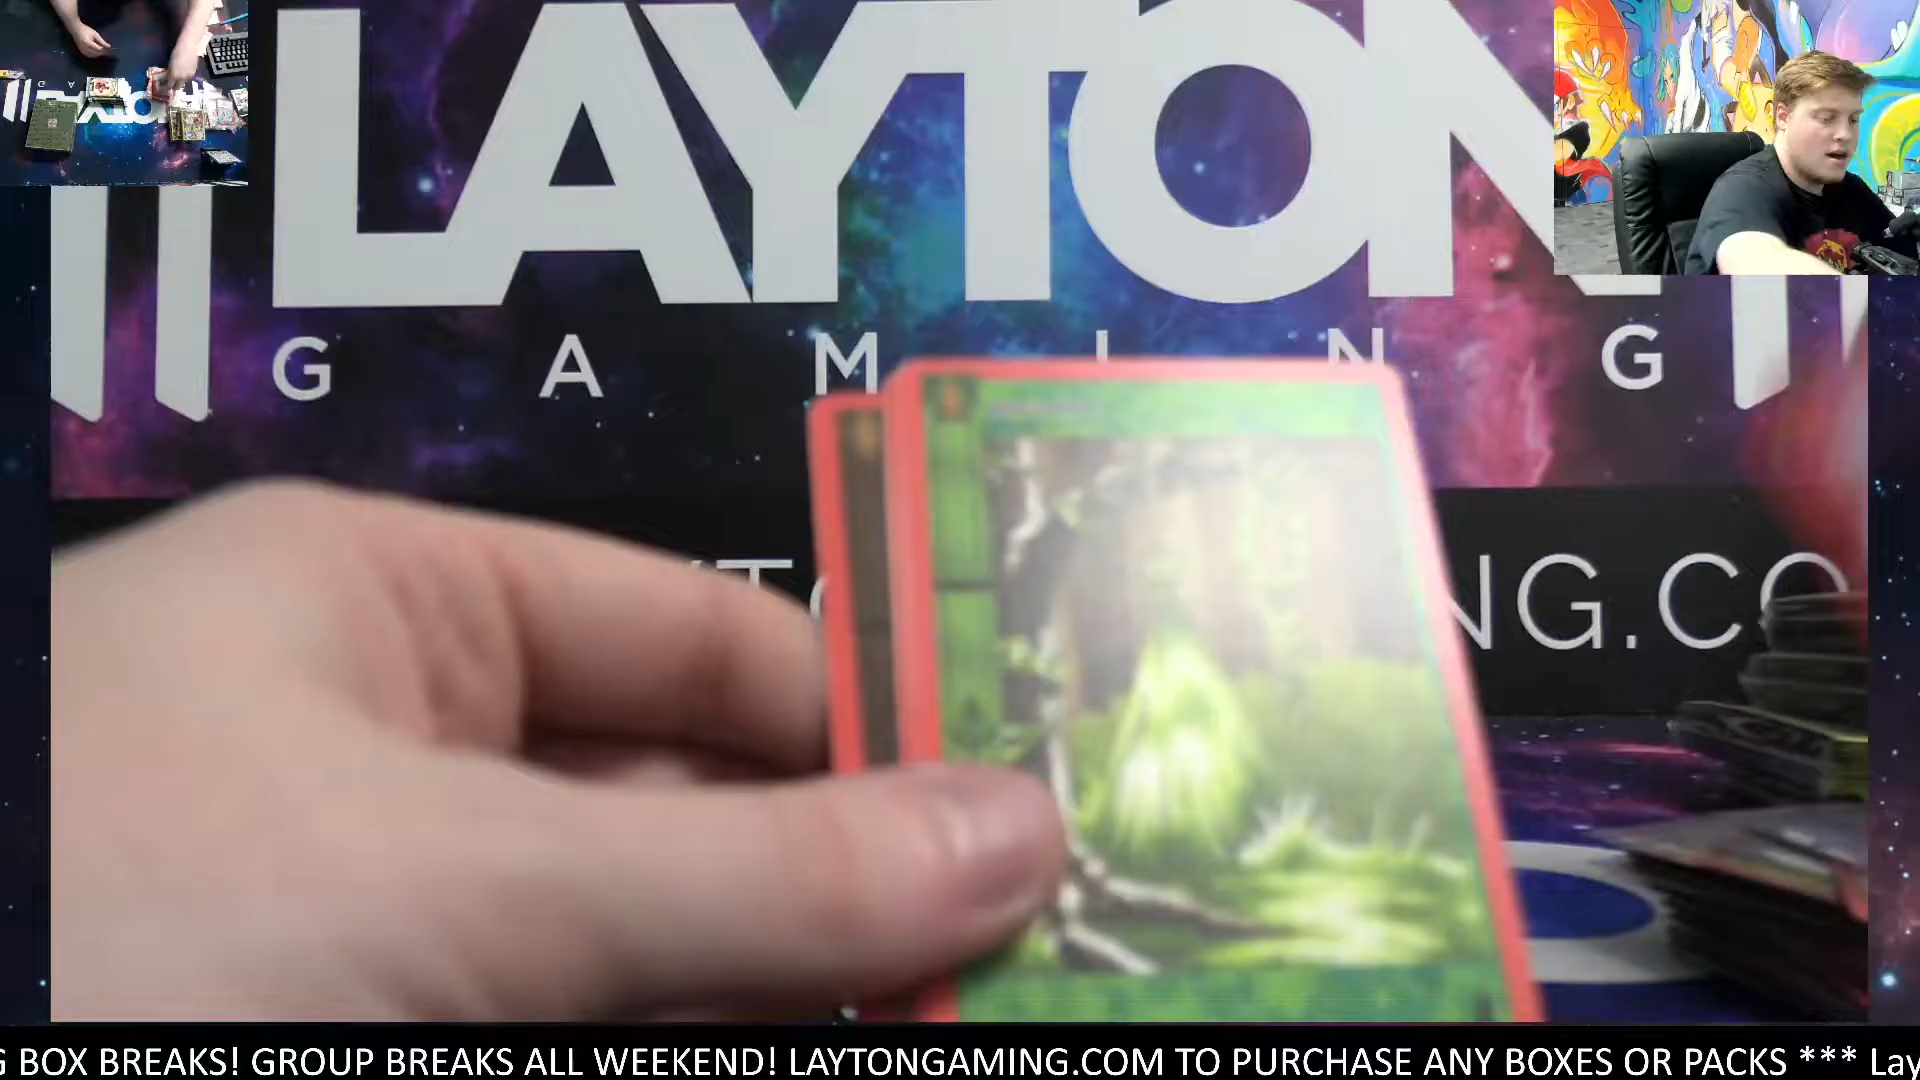 LAYTON
GAMING
NG.CO
G BOX BREAKS! GROUP BREAKS ALL WEEKEND! LAYTONGAMING.COM TO PURCHASE ANY BOXES OR PACKS *** Lay